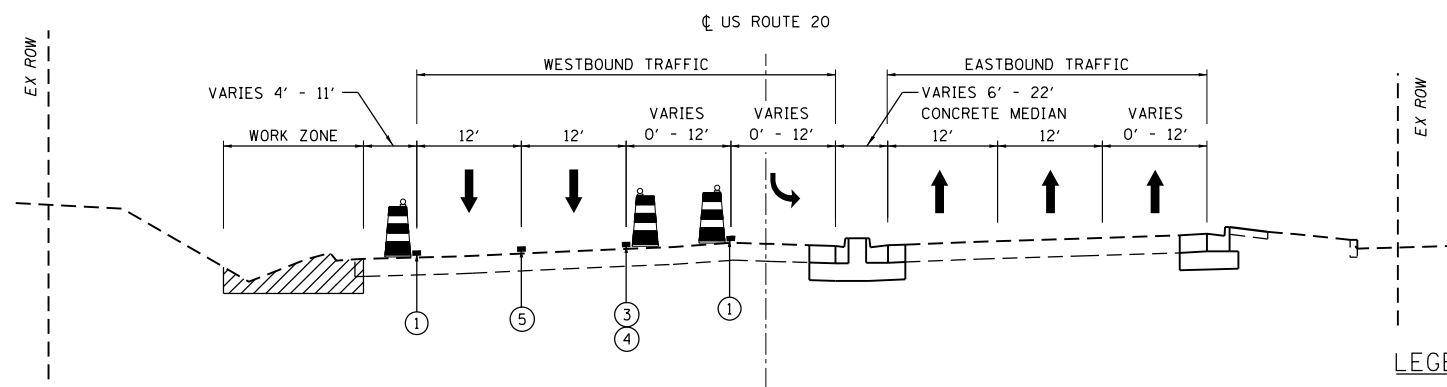 ℄ US ROUTE 20
EX ROW
WESTBOUND TRAFFIC
EASTBOUND TRAFFIC
VARIES 4' - 11'
VARIES 6' - 22'
CONCRETE MEDIAN
EX ROW
WORK ZONE
12'
12'
VARIES
0' - 12'
VARIES
0' - 12'
12'
12'
VARIES
0' - 12'
1
5
3
4
1
LEGE